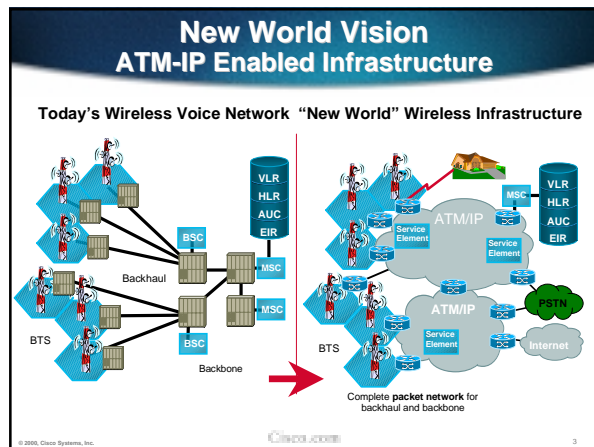 New World Vision
ATM-IP Enabled Infrastructure
Today's Wireless Voice Network
"New World" Wireless Infrastructure
VLR
HLR
AUC
EIR
BSC
MSC
Backhaul
MSC
BTS
BSC
Backbone
MSC
VLR
HLR
AUC
EIR
ATM/IP
Service
Element
Service
Element
ATM/IP
PSTN
BTS
Service
Element
Internet
Complete packet network for
backhaul and backbone
© 2000, Cisco Systems, Inc.
Cisco.com
3